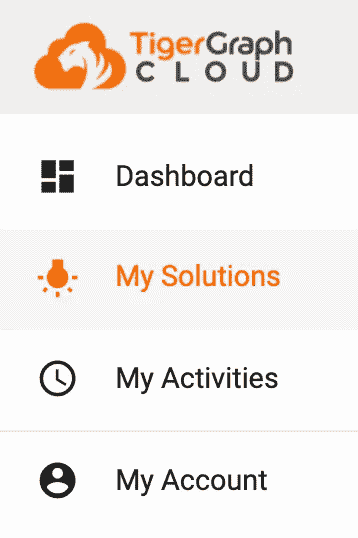 TigerGraph
CLOUD
Dashboard
My Solutions
My Activities
My Account